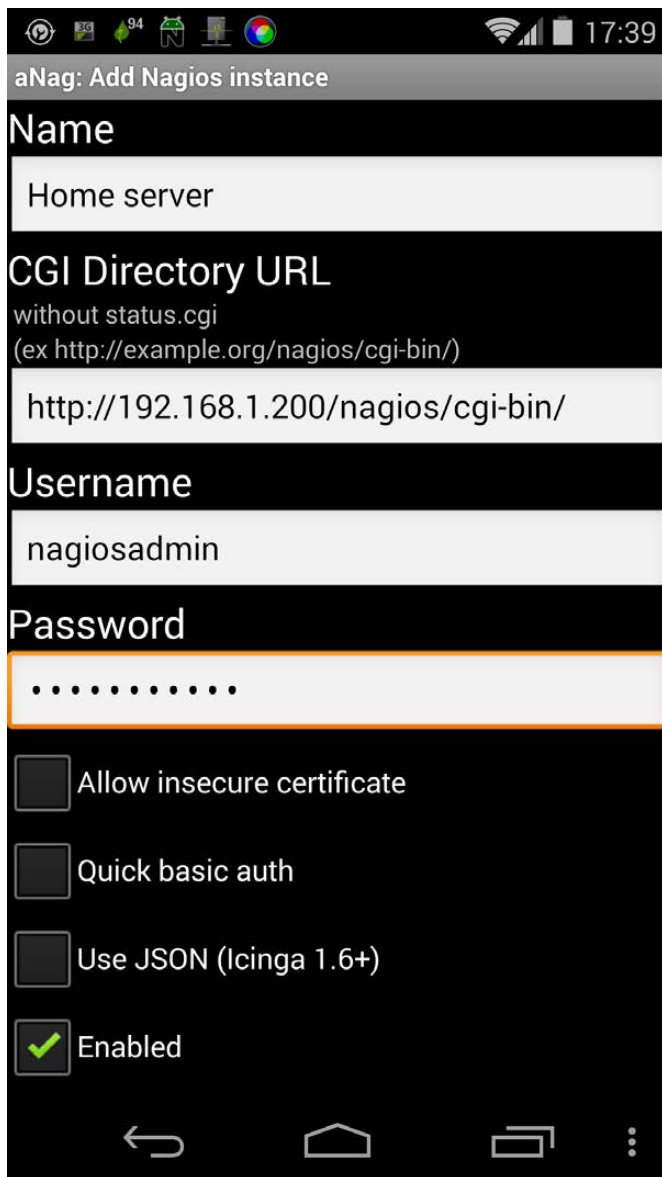 3G
94
N
17:39
aNag: Add Nagios instance
Name
Home server
CGI Directory URL
without status.cgi
(ex http://example.org/nagios/cgi-bin/)
http://192.168.1.200/nagios/cgi-bin/
Username
nagiosadmin
Password
•••••••••••
Allow insecure certificate
Quick basic auth
Use JSON (Icinga 1.6+)
Enabled